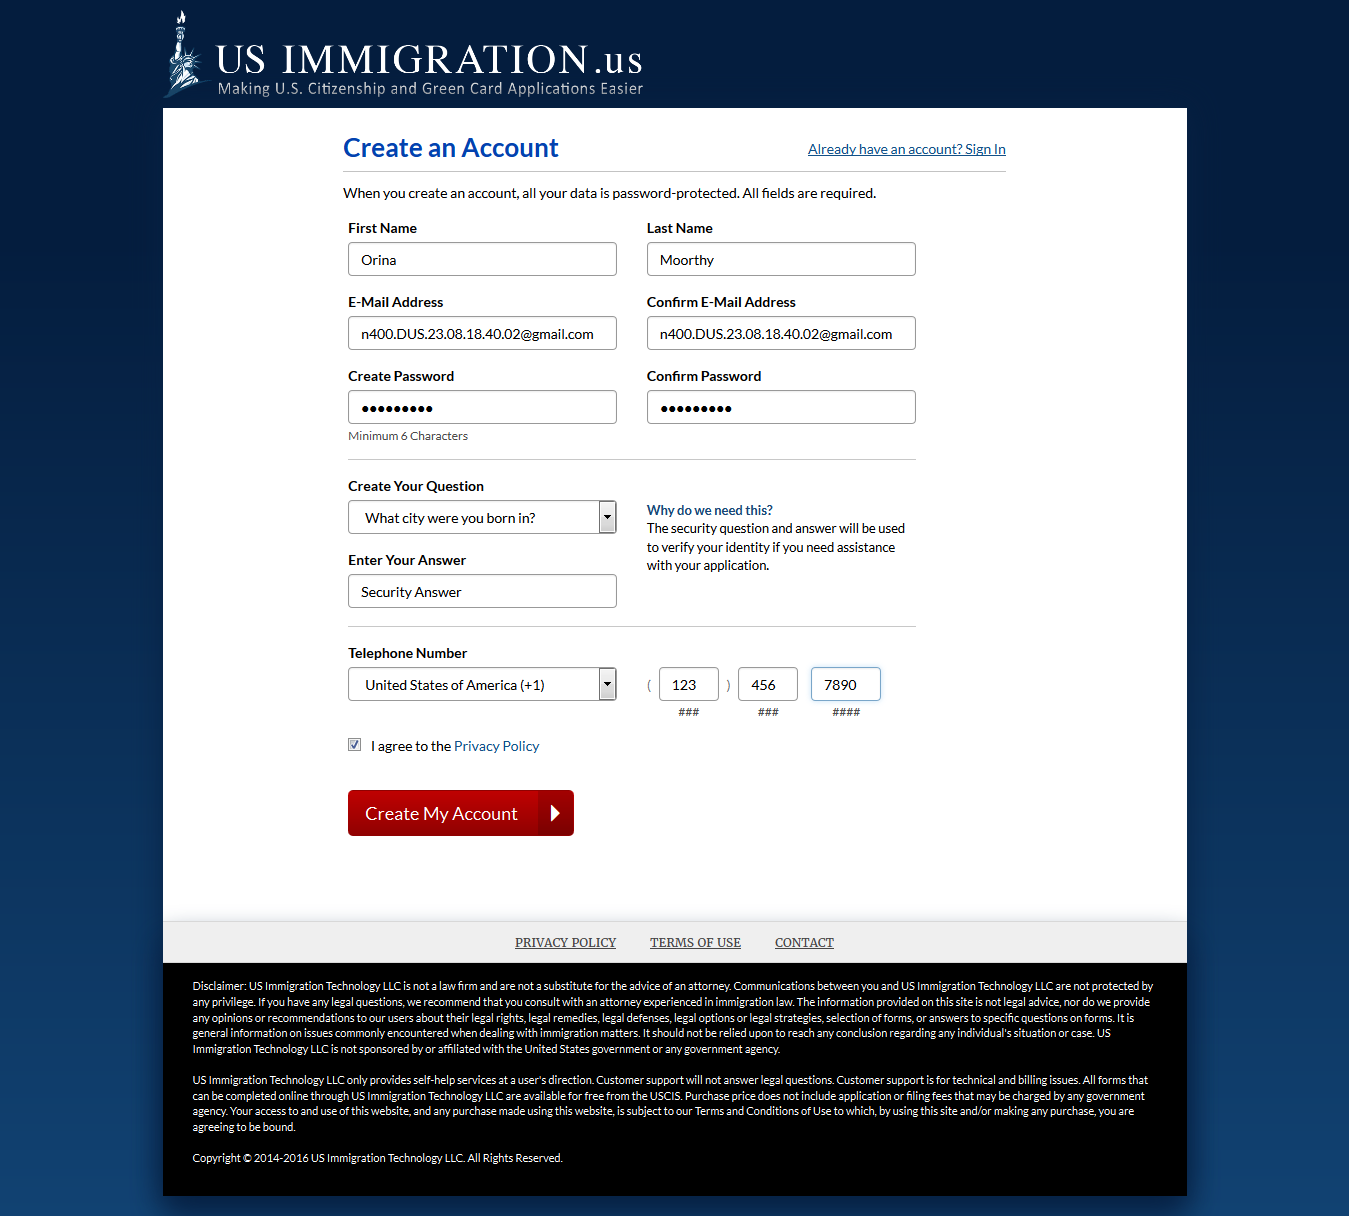 US IMMIGRATION.us
Making U.S. Citizenship and Green Card Applications Easier
Create an Account
Already have an account? Sign In
When you create an account, all your data is password-protected. All fields are required.
First Name
Last Name
Orina
Moorthy
E-Mail Address
Confirm E-Mail Address
n400.DUS.23.08.18.40.02@gmail.com
n400.DUS.23.08.18.40.02@gmail.com
Create Password
Confirm Password
●●●●●●●●●
●●●●●●●●●
Minimum 6 Characters
Create Your Question
What city were you born in?
Why do we need this?
The security question and answer will be used
to verify your identity if you need assistance
with your application.
Enter Your Answer
Security Answer
Telephone Number
United States of America (+1)
( 123 ) 456 7890
### ### ####
I agree to the Privacy Policy
Create My Account
PRIVACY POLICY TERMS OF USE CONTACT
Disclaimer: US Immigration Technology LLC is not a law firm and are not a substitute for the advice of an attorney. Communications between you and US Immigration Technology LLC are not protected by
any privilege. If you have any legal questions, we recommend that you consult with an attorney experienced in immigration law. The information provided on this site is not legal advice, nor do we provide
any opinions or recommendations to our users about their legal rights, legal remedies, legal defenses, legal options or legal strategies, selection of forms, or answers to specific questions on forms. It is
general information on issues commonly encountered when dealing with immigration matters. It should not be relied upon to reach any conclusion regarding any individual's situation or case. US
Immigration Technology LLC is not sponsored by or affiliated with the United States government or any government agency.
US Immigration Technology LLC only provides self-help services at a user's direction. Customer support will not answer legal questions. Customer support is for technical and billing issues. All forms that
can be completed online through US Immigration Technology LLC are available for free from the USCIS. Purchase price does not include application or filing fees that may be charged by any government
agency. Your access to and use of this website, and any purchase made using this website, is subject to our Terms and Conditions of Use to which, by using this site and/or making any purchase, you are
agreeing to be bound.
Copyright © 2014-2016 US Immigration Technology LLC. All Rights Reserved.